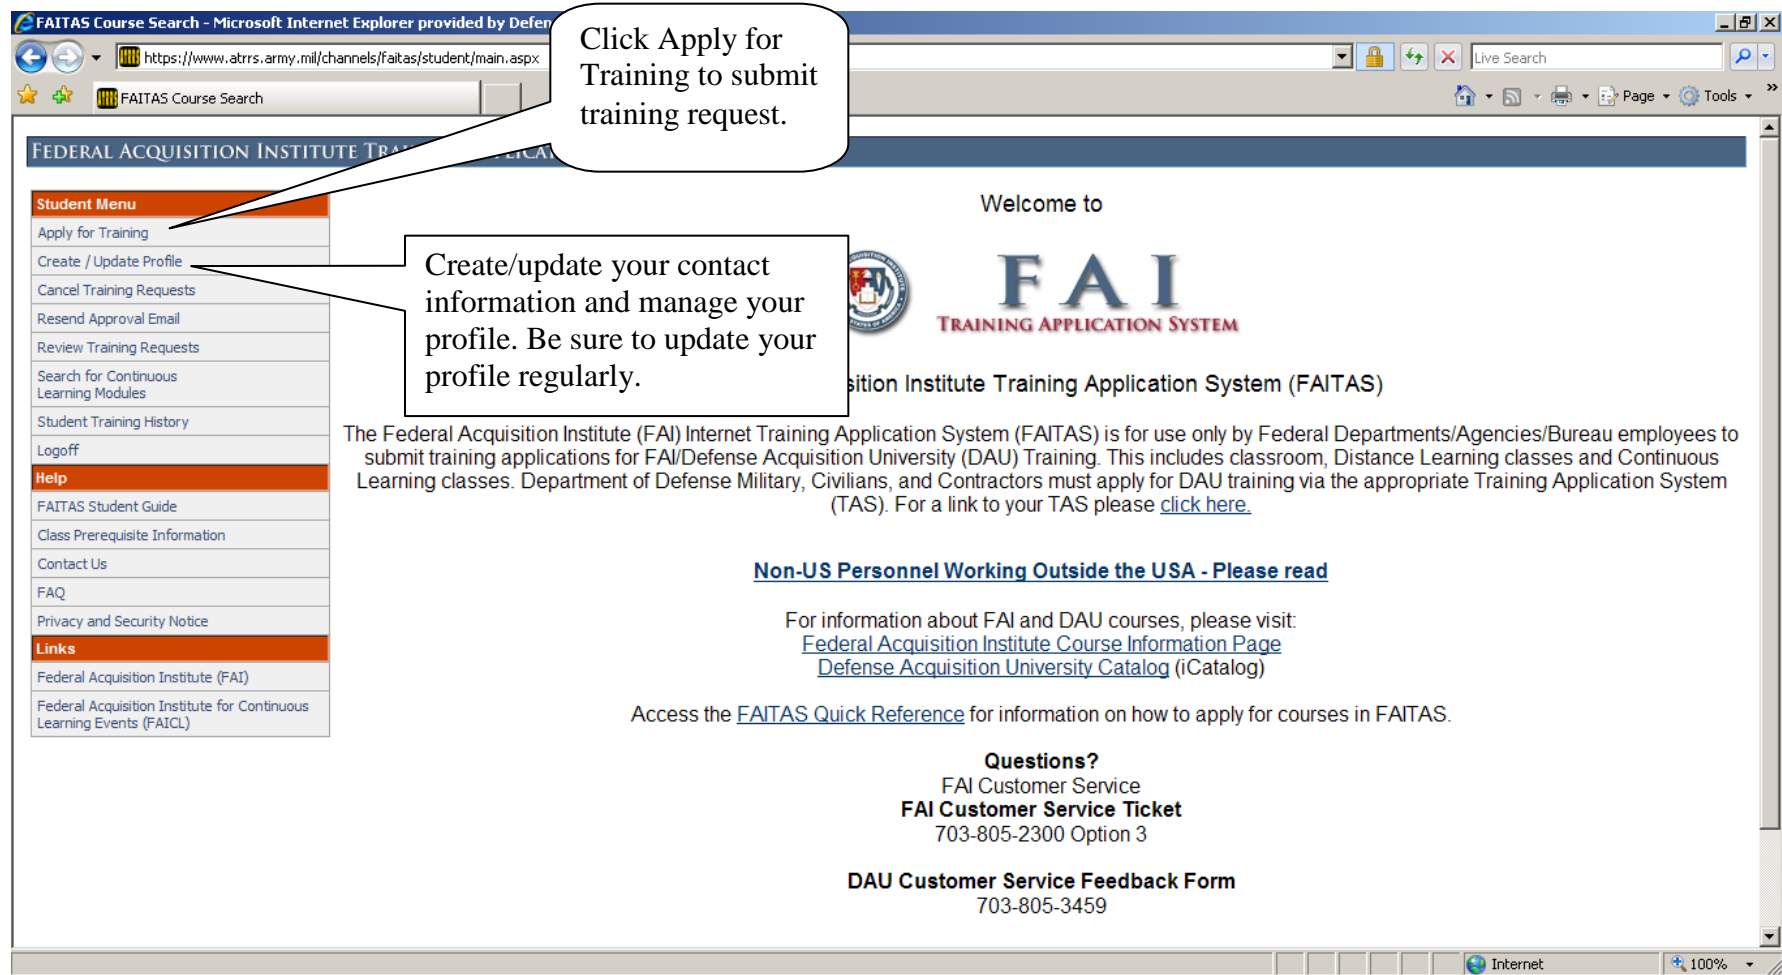 FAITAS Course Search - Microsoft Internet Explorer provided by Defen
Click Apply for
Training to submit
training request.
https://www.atrrs.army.mil/channels/faitas/student/main.aspx
Live Search
FAITAS Course Search
Page
Tools
»
FEDERAL ACQUISITION INSTITUTE
Student Menu
Apply for Training
Create / Update Profile
Cancel Training Requests
Resend Approval Email
Review Training Requests
Search for Continuous
Learning Modules
Student Training History
Logoff
Help
FAITAS Student Guide
Class Prerequisite Information
Contact Us
FAQ
Privacy and Security Notice
Links
Federal Acquisition Institute (FAI)
Federal Acquisition Institute for Continuous
Learning Events (FAICL)
Create/update your contact
information and manage your
profile. Be sure to update your
profile regularly.
Welcome to
FAI
TRAINING APPLICATION SYSTEM
sition Institute Training Application System (FAITAS)
The Federal Acquisition Institute (FAI) Internet Training Application System (FAITAS) is for use only by Federal Departments/Agencies/Bureau employees to
submit training applications for FAI/Defense Acquisition University (DAU) Training. This includes classroom, Distance Learning classes and Continuous
Learning classes. Department of Defense Military, Civilians, and Contractors must apply for DAU training via the appropriate Training Application System
(TAS). For a link to your TAS please click here.
Non-US Personnel Working Outside the USA - Please read
For information about FAI and DAU courses, please visit:
Federal Acquisition Institute Course Information Page
Defense Acquisition University Catalog (iCatalog)
Access the FAITAS Quick Reference for information on how to apply for courses in FAITAS.
Questions?
FAI Customer Service
FAI Customer Service Ticket
703-805-2300 Option 3
DAU Customer Service Feedback Form
703-805-3459
Internet
100%